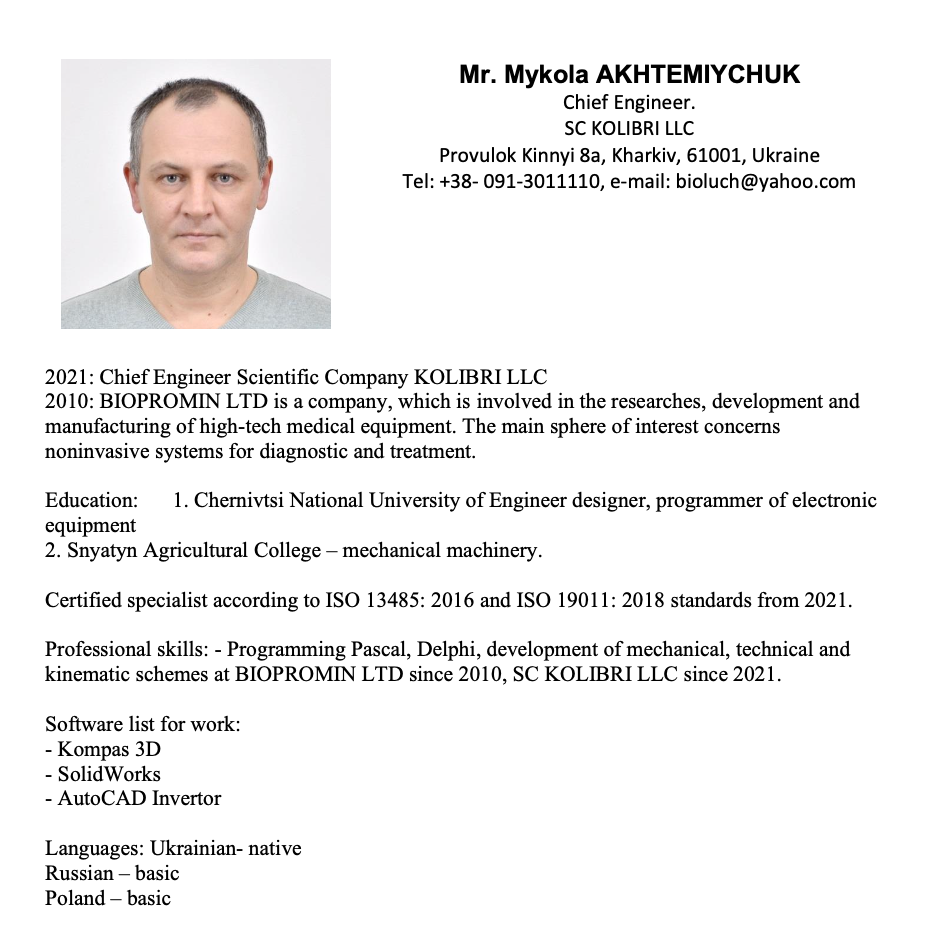 Mr. Mykola AKHTEMIYCHUK
Chief Engineer.
SC KOLIBRI LLC
Provulok Kinnyi 8a, Kharkiv, 61001, Ukraine
Tel: +38- 091-3011110, e-mail: bioluch@yahoo.com
2021: Chief Engineer Scientific Company KOLIBRI LLC
2010: BIOPROMIN LTD is a company, which is involved in the researches, development and
manufacturing of high-tech medical equipment. The main sphere of interest concerns
noninvasive systems for diagnostic and treatment.
Education: 1. Chernivtsi National University of Engineer designer, programmer of electronic
equipment
2. Snyatyn Agricultural College – mechanical machinery.
Certified specialist according to ISO 13485: 2016 and ISO 19011: 2018 standards from 2021.
Professional skills: - Programming Pascal, Delphi, development of mechanical, technical and
kinematic schemes at BIOPROMIN LTD since 2010, SC KOLIBRI LLC since 2021.
Software list for work:
- Kompas 3D
- SolidWorks
- AutoCAD Invertor
Languages: Ukrainian- native
Russian – basic
Poland – basic